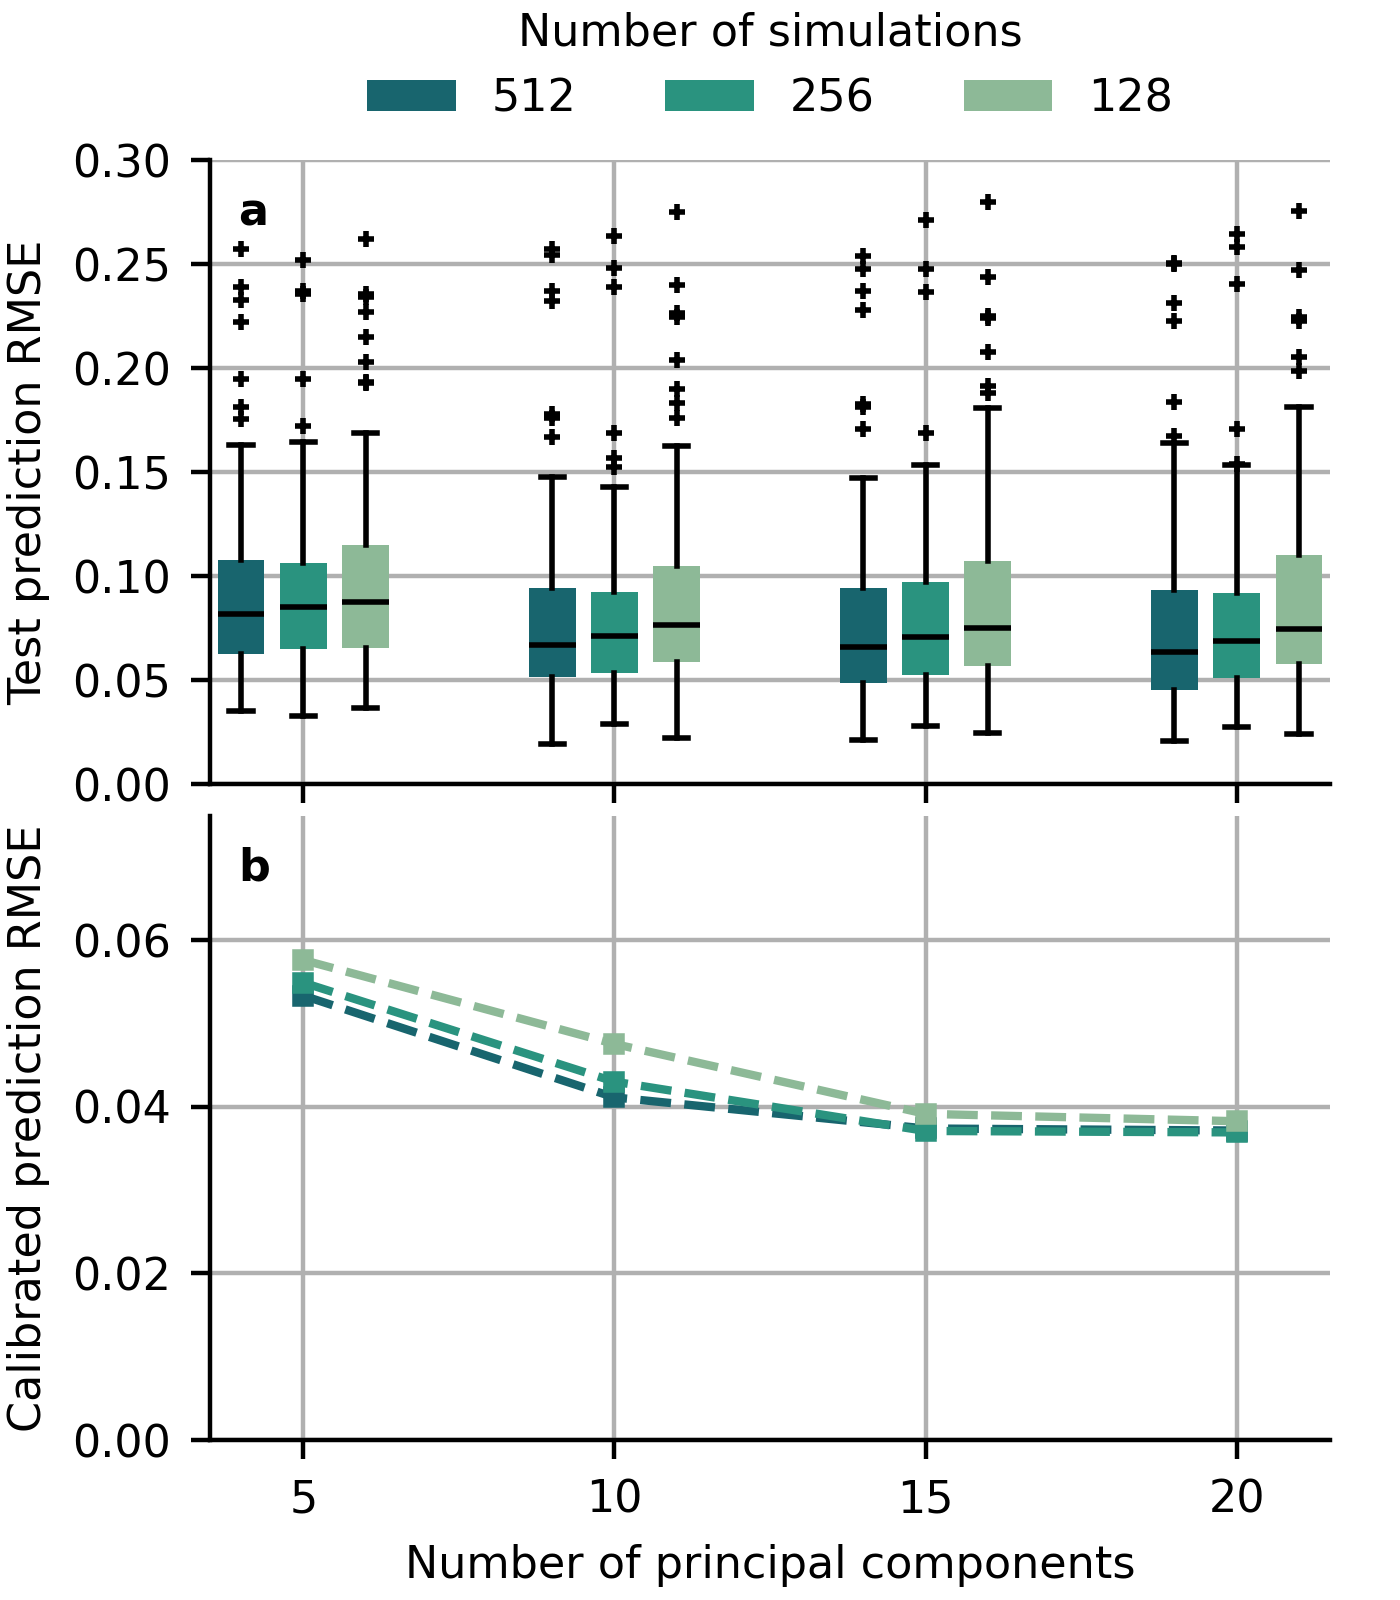 Number of simulations
512 256 128
a
Test prediction RMSE
0.30
0.25
0.20
0.15
0.10
0.05
0.00
b
Calibrated prediction RMSE
0.06
0.04
0.02
0.00
5 10 15 20
Number of principal components